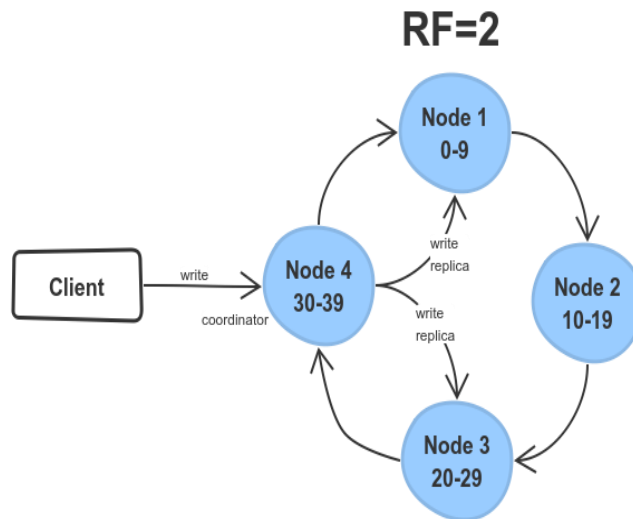 RF=2
Node 1
0-9
write
replica
Client
write
Node 4
30-39
coordinator
Node 2
10-19
write
replica
Node 3
20-29